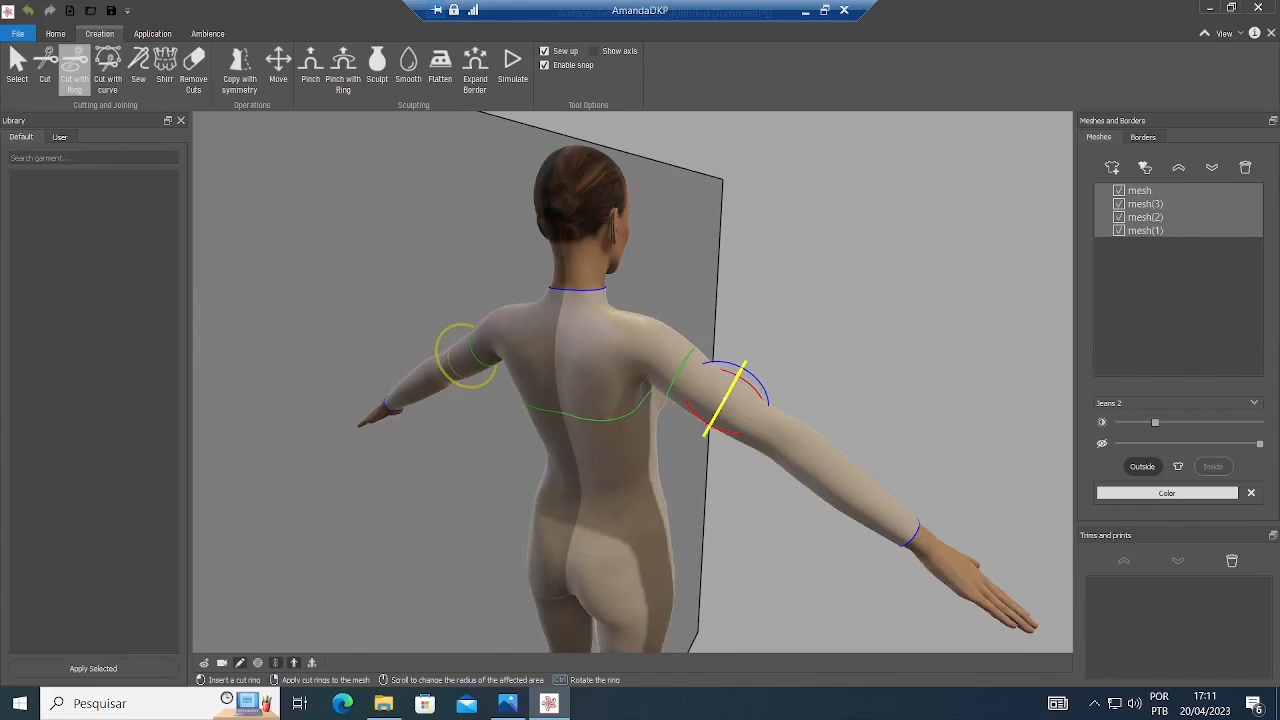 AmandaDKP
File
Home
Creation
Application
Ambience
View
Select
Cut
Cut with
Ring
Cut with
curve
Sew
Shirr
Remove
Cuts
Copy with
symmetry
Move
Pinch
Pinch with
Ring
Sculpt
Smooth
Flatten
Expand
Border
Simulate
Sew up
Show axis
Enable snap
Cutting and Joining
Operations
Sculpting
Tool Options
Library
Default
User
Search garment...
Apply Selected
Meshes and Borders
Meshes
Borders
mesh
mesh(3)
mesh(2)
mesh(1)
Jeans 2
Outside
Inside
Color
Trims and prints
Insert a cut ring
Apply cut rings to the mesh
Scroll to change the radius of the affected area
Ctrl
Rotate the ring
Pesquisar
POR
PTB
17:11
20/04/2023
6